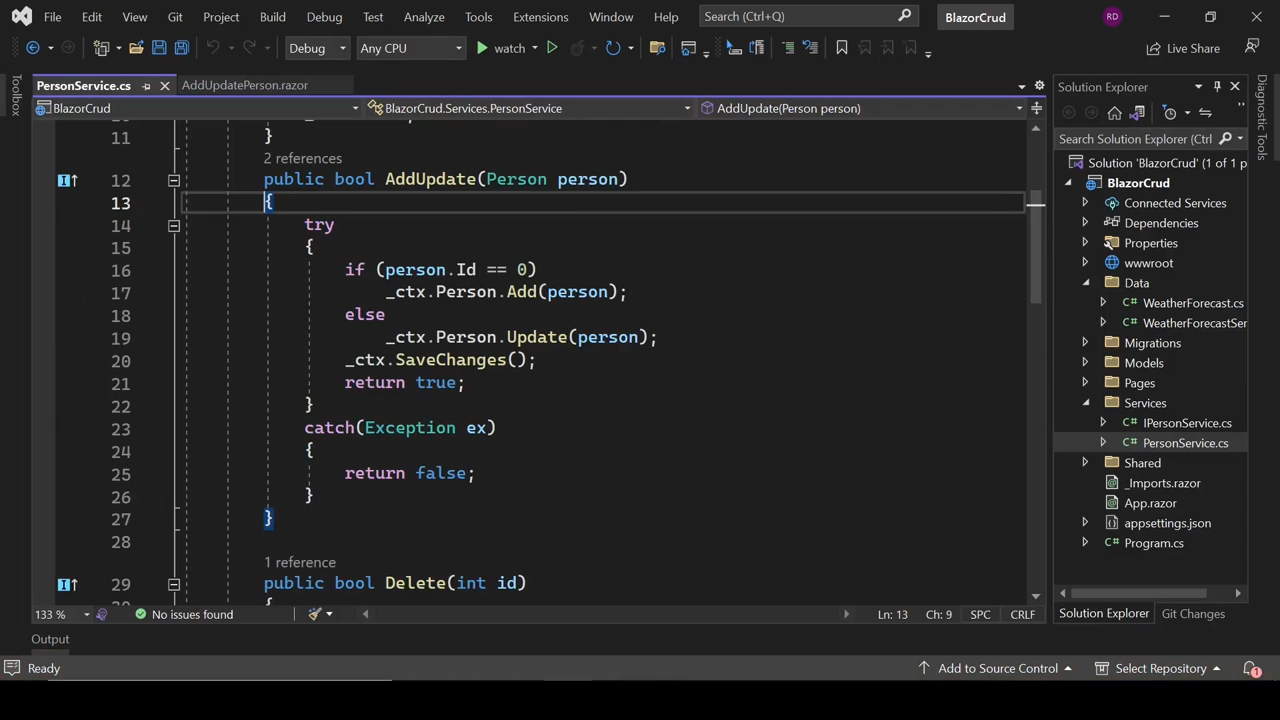 File Edit View Git Project Build Debug Test Analyze Tools Extensions Window Help Search (Ctrl+Q) BlazorCrud RD
Debug Any CPU watch Live Share
Toolbox
PersonService.cs AddUpdatePerson.razor
BlazorCrud BlazorCrud.Services.PersonService AddUpdate(Person person)
11 }
2 references
12 public bool AddUpdate(Person person)
13 {
14 try
15 {
16 if (person.Id == 0)
17 _ctx.Person.Add(person);
18 else
19 _ctx.Person.Update(person);
20 _ctx.SaveChanges();
21 return true;
22 }
23 catch(Exception ex)
24 {
25 return false;
26 }
27 }
28
1 reference
29 public bool Delete(int id)
{
133 % No issues found Ln: 13 Ch: 9 SPC CRLF
Output
Solution Explorer
Search Solution Explorer (Ctrl
Solution 'BlazorCrud' (1 of 1 p
BlazorCrud
Connected Services
Dependencies
Properties
wwwroot
Data
C# WeatherForecast.cs
C# WeatherForecastSer
Migrations
Models
Pages
Services
C# IPersonService.cs
C# PersonService.cs
Shared
_Imports.razor
App.razor
appsettings.json
C# Program.cs
Solution Explorer Git Changes
Diagnostic Tools
Ready Add to Source Control Select Repository 1